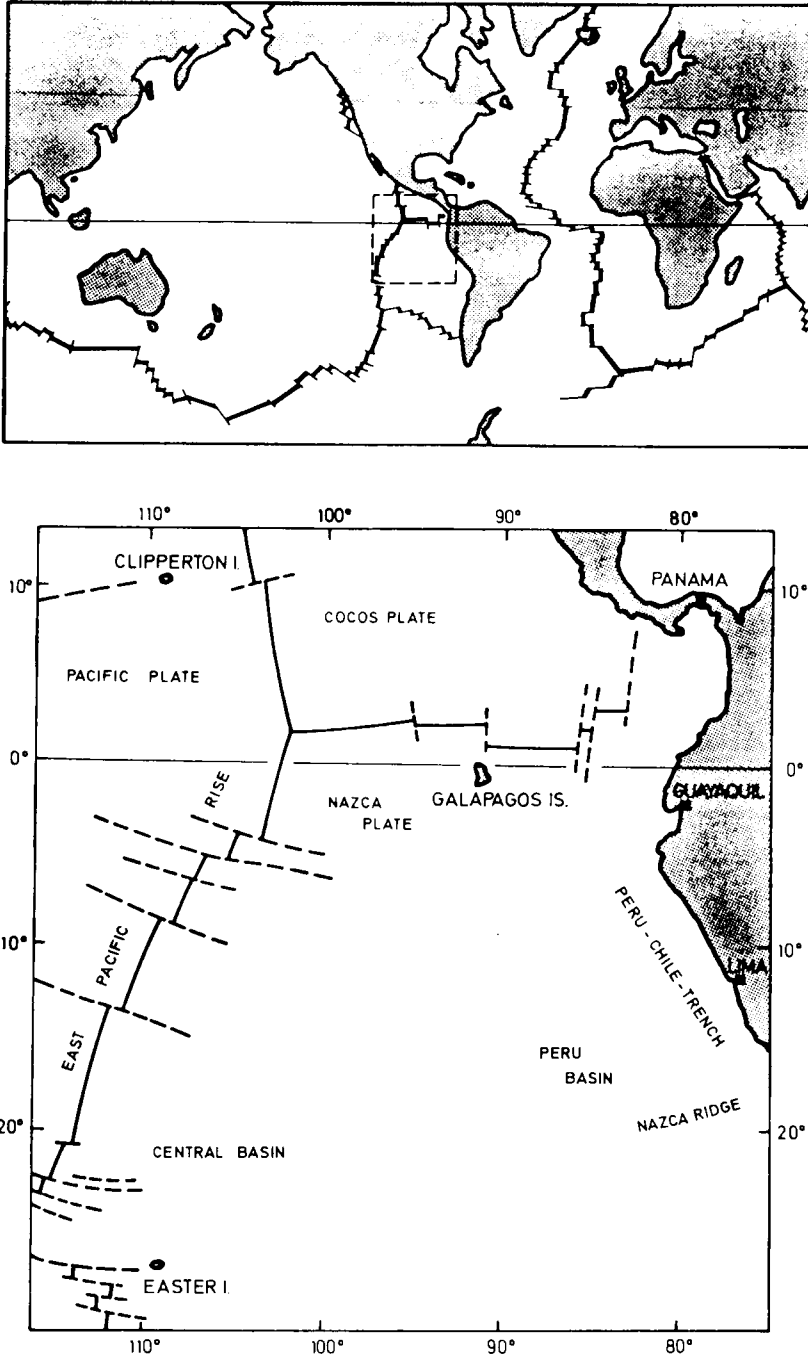 110°
100°
90°
80°
CLIPPERTON I.
PANAMA
10°
10°
COCOS PLATE
PACIFIC PLATE
0°
0°
RISE
NAZCA
PLATE
GALAPAGOS IS.
GUAYAQUIL
PERU-CHILE-TRENCH
10°
10°
PACIFIC
LIMA
EAST
PERU
BASIN
NAZCA RIDGE
20°
20°
CENTRAL BASIN
EASTER I.
110°
100°
90°
80°